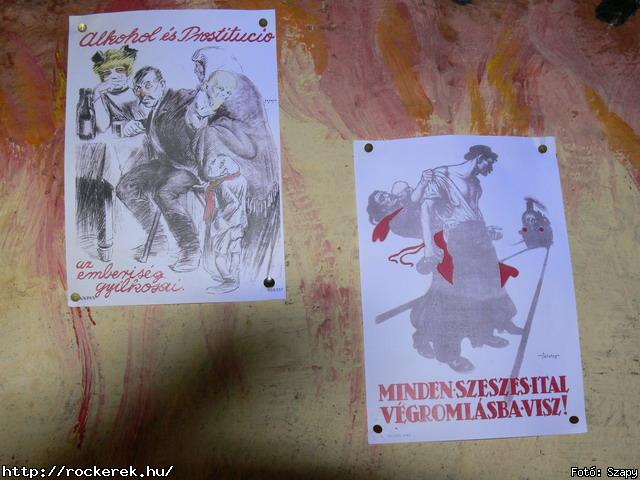 Alkohol és Prostitucio
az
emberiség
gyilkosai.
MINDEN·SZESZES·ITAL
VÉGROMLÁSBA·VISZ!
http://rockerek.hu/
Fotó: Szapy